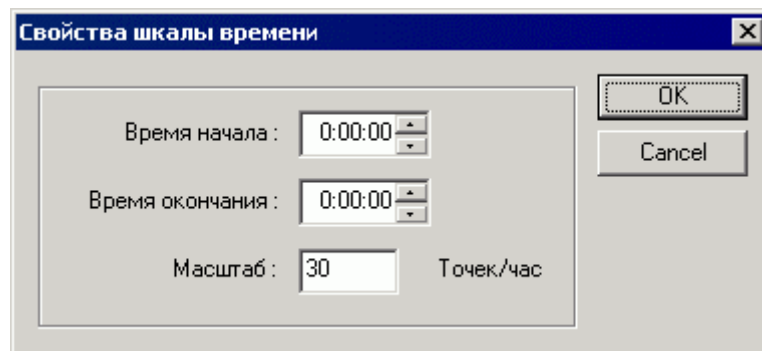 Свойства шкалы времени
OK
Время начала : 0:00:00
Cancel
Время окончания : 0:00:00
Масштаб : 30 Точек/час